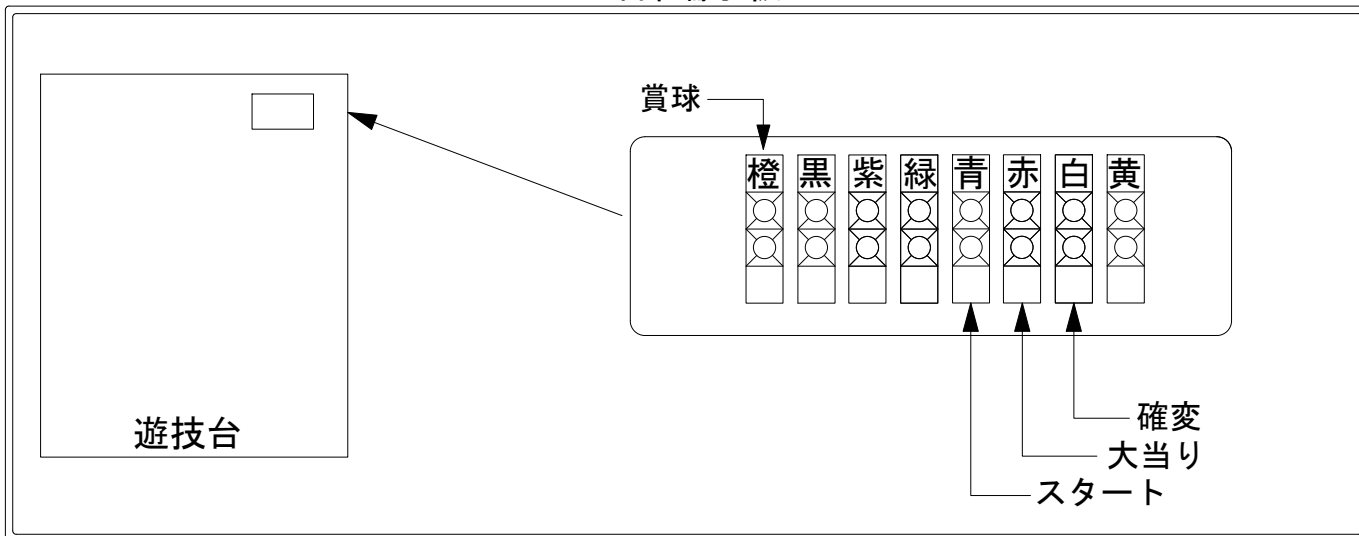 賞球
橙 黒 紫 緑 青 赤 白 黄
遊技台
確変
大当り
スタート